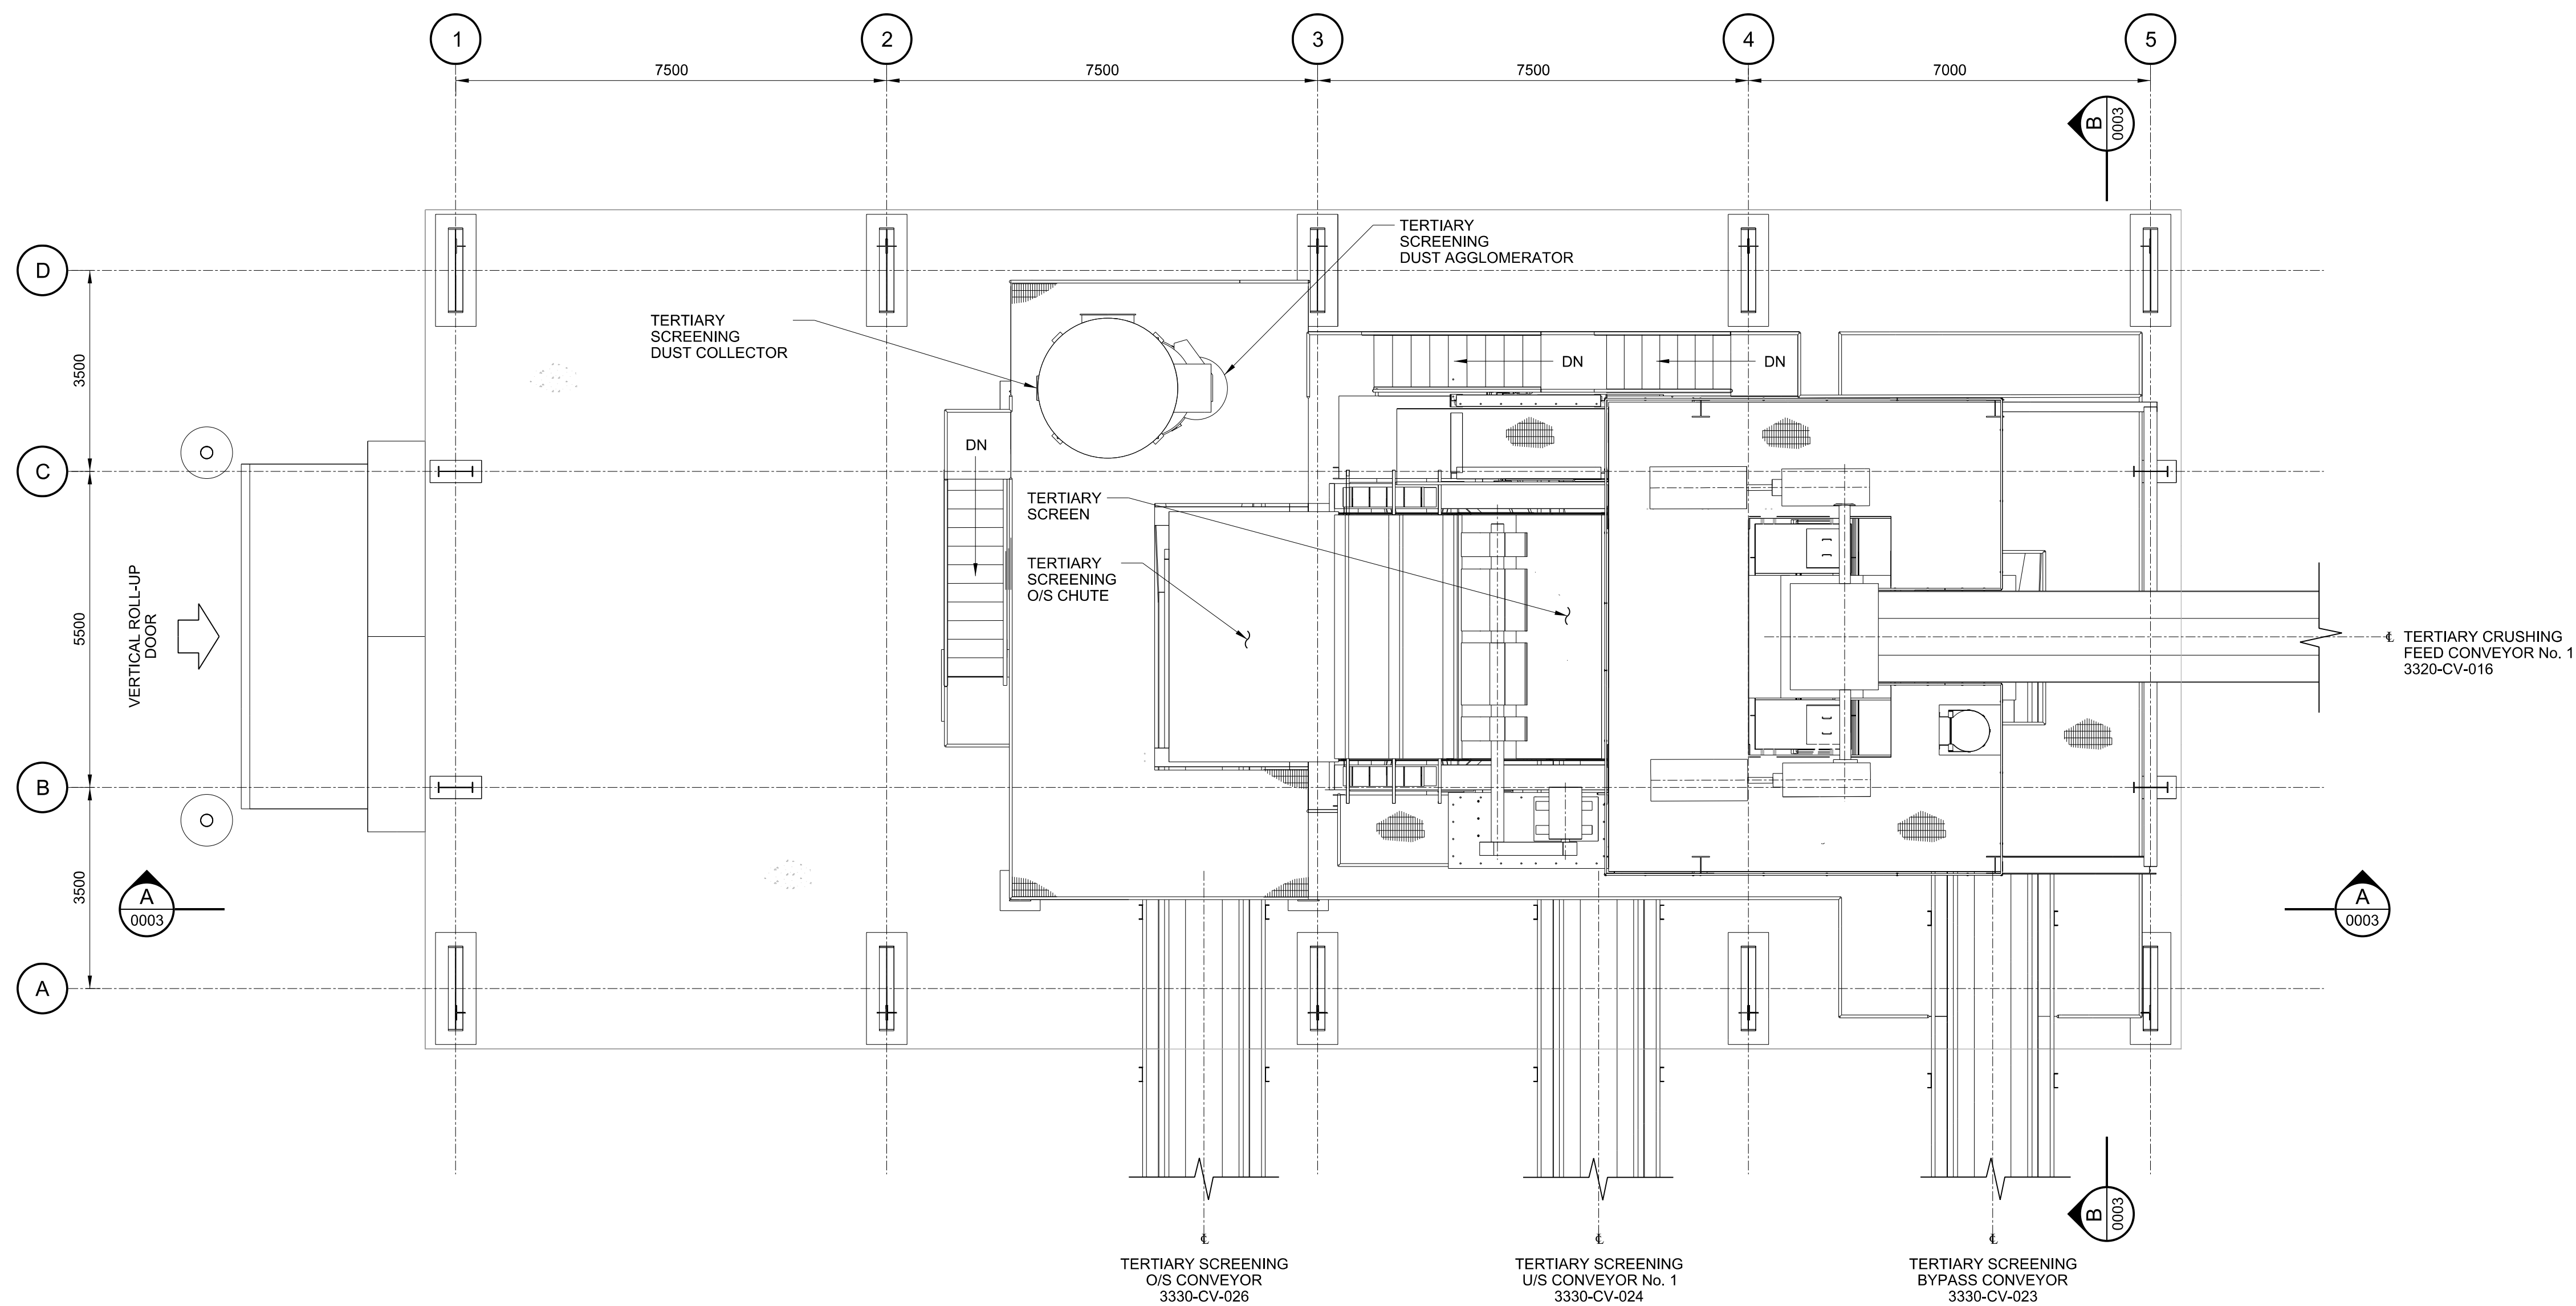 1
2
3
4
5
7500
7500
7500
7000
B
0003
D
TERTIARY
SCREENING
DUST AGGLOMERATOR
TERTIARY
SCREENING
DUST COLLECTOR
3500
DN
DN
DN
C
TERTIARY
SCREEN
TERTIARY
SCREENING
O/S CHUTE
VERTICAL ROLL-UP
DOOR
5500
℄ TERTIARY CRUSHING
FEED CONVEYOR No. 1
3320-CV-016
B
3500
A
0003
A
0003
A
B
0003
℄
TERTIARY SCREENING
O/S CONVEYOR
3330-CV-026
℄
TERTIARY SCREENING
U/S CONVEYOR No. 1
3330-CV-024
℄
TERTIARY SCREENING
BYPASS CONVEYOR
3330-CV-023